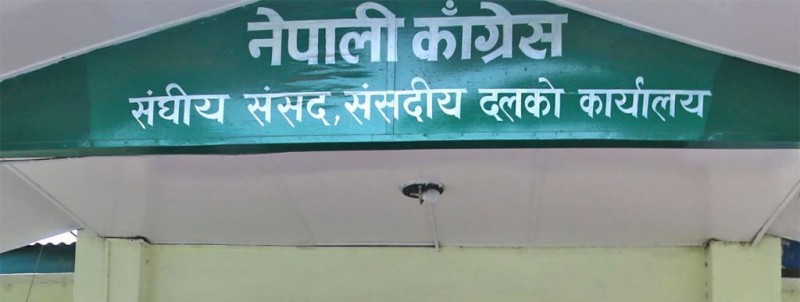 नेपाली काँग्रेस
संघीय संसद, संसदीय दलको कार्यालय